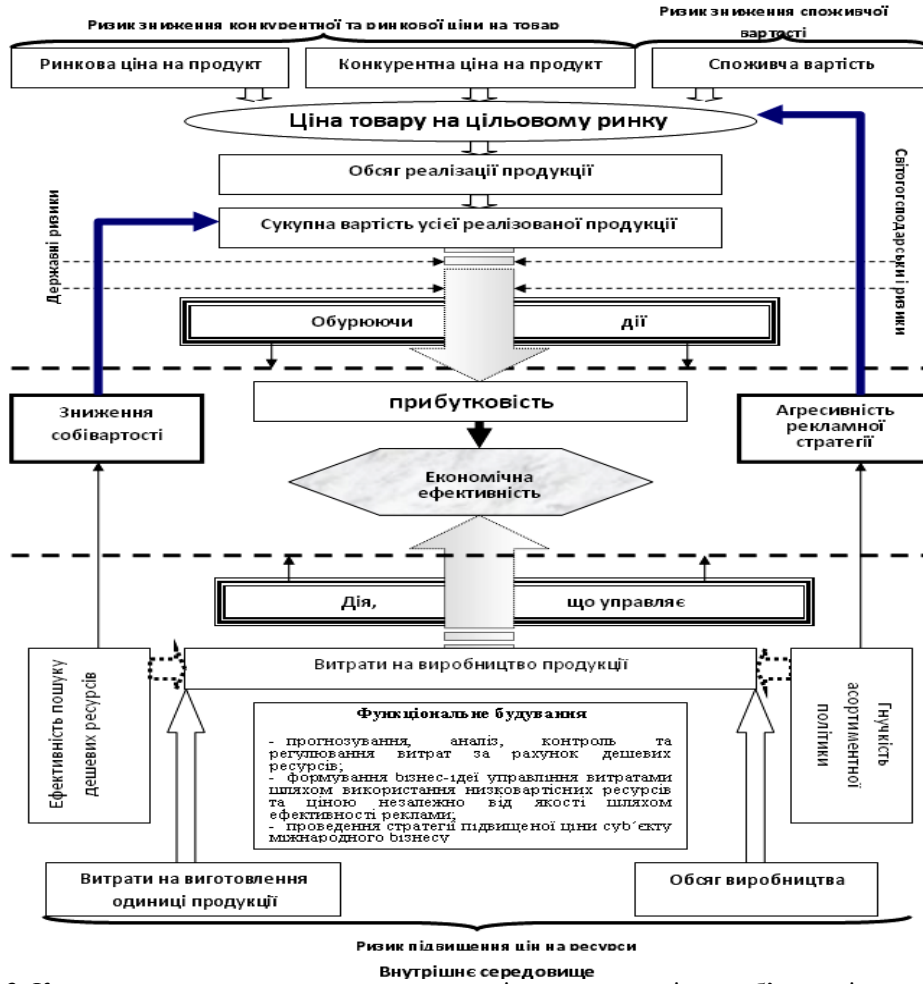 Ризик зниження конкурентної та ринкової ціни на товар
Ризик зниження споживчої
вартості
Ринкова ціна на продукт
Конкурентна ціна на продукт
Споживча вартість
Ціна товару на цільовому ринку
Обсяг реалізації продукції
Сукупна вартість усієї реалізованої продукції
Державні ризики
Світогосподарськи і ризики
Обурюючи дії
прибутковість
Зниження
собівартості
Агресивність
рекламної
стратегії
Економічна
ефективність
Дія, що управляє
Ефективність пошуку
дешевих ресурсів
Витрати на виробництво продукції
Гнучкість
асортиментної
політики
Функціональне будування
- прогнозування, аналіз, контроль та
регулювання витрат за рахунок дешевих
ресурсів;
- формування бізнес-ідеї управління витратами
шляхом використання низковартісних ресурсів
та ціною незалежно від якості шляхом
ефективності реклами;
- проведення стратегії підвищеної ціни суб´єкту
міжнародного бізнесу
Витрати на виготовлення
одиниці продукції
Обсяг виробництва
Ризик підвищення цін на ресурси
Внутрішнє середовище